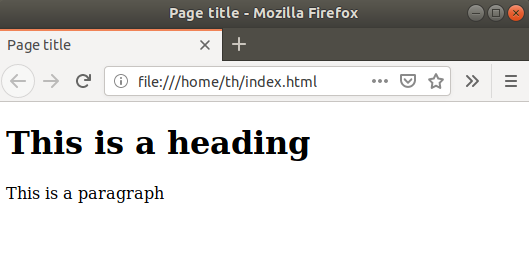 Page title - Mozilla Firefox
Page title
file:///home/th/index.html
This is a heading
This is a paragraph